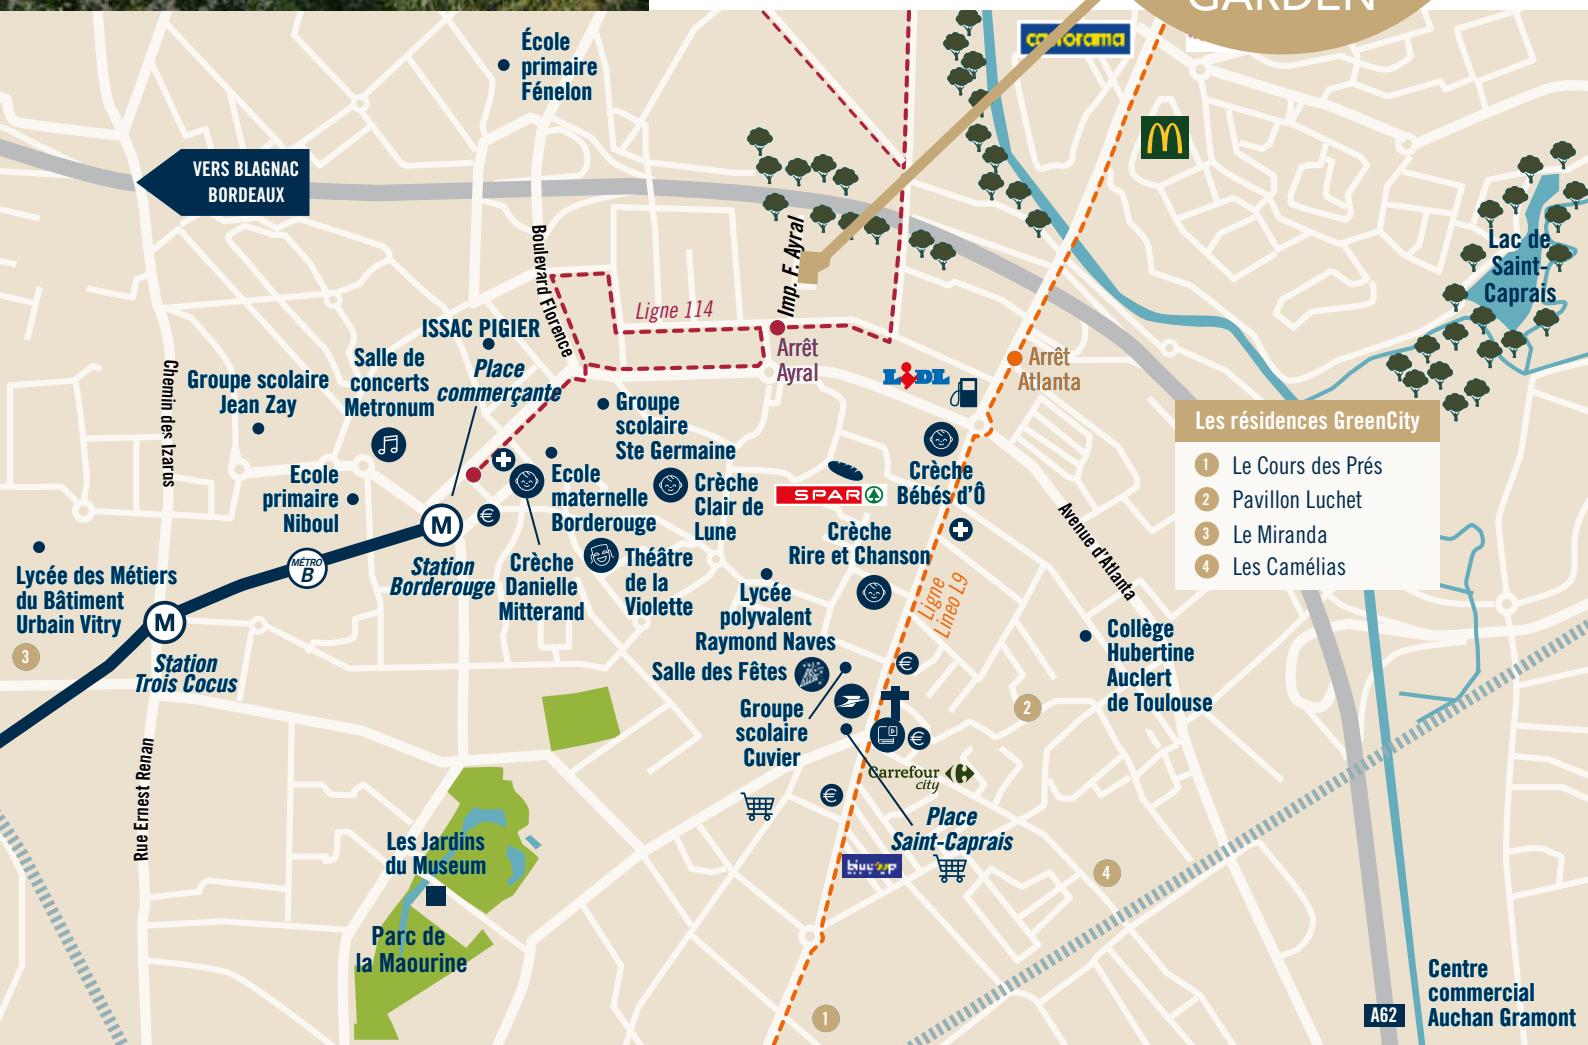 GARDEN
École
primaire
Fénelon
castorama
VERS BLAGNAC
BORDEAUX
Boulevard Florence
Imp. F. Ayral
Lac de
Saint-
Caprais
Ligne 114
ISSAC PIGIER
Arrêt
Ayral
Arrêt
Atlanta
LIDL
Chemin des Izards
Groupe scolaire
Jean Zay
Salle de
concerts
Metronum
Place
commerçante
Groupe
scolaire
Ste Germaine
Les résidences GreenCity
1 Le Cours des Prés
2 Pavillon Luchet
3 Le Miranda
4 Les Camélias
Ecole
primaire
Niboul
Ecole
maternelle
Borderouge
Crèche
Clair de
Lune
SPAR
Crèche
Bébés d'Ô
M
€
Station
Borderouge
MÉTRO
B
Crèche
Danielle
Mitterand
Théâtre
de la
Violette
Crèche
Rire et Chanson
Avenue d'Atlanta
Lycée des Métiers
du Bâtiment
Urbain Vitry
M
3
Station
Trois Cocus
Lycée
polyvalent
Raymond Naves
Ligne
Lineo L9
Collège
Hubertine
Auclert
de Toulouse
Salle des Fêtes
€
2
Groupe
scolaire
Cuvier
€
Carrefour
city
€
Place
Saint-Caprais
Rue Ernest Renan
Les Jardins
du Museum
biocoop
4
Parc de
la Maourine
1
A62
Centre
commercial
Auchan Gramont